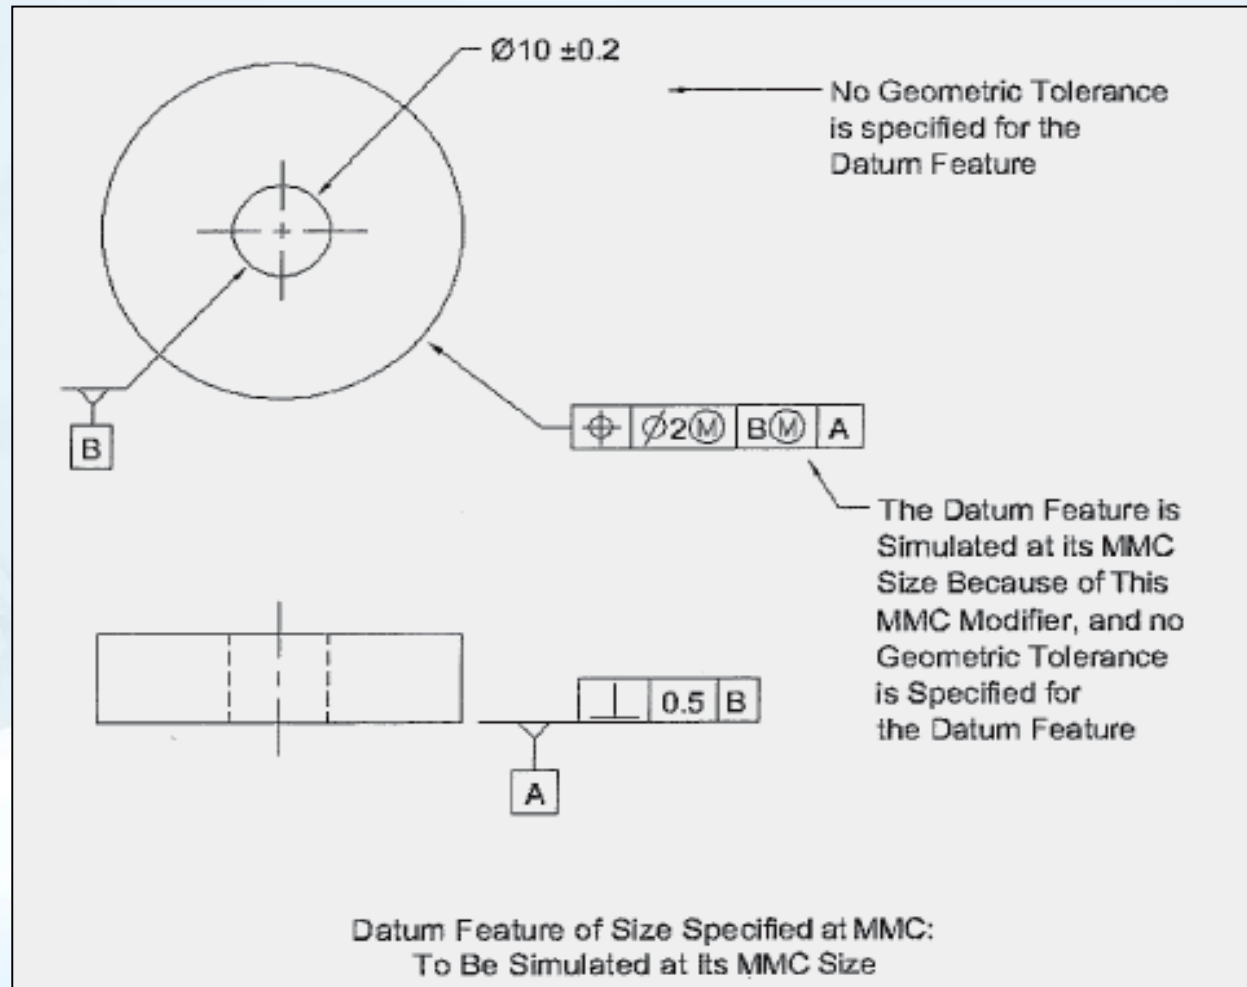 Ø10 ±0.2
No Geometric Tolerance
is specified for the
Datum Feature
B
⌖ Ø2Ⓜ BⓂ A
The Datum Feature is
Simulated at its MMC
Size Because of This
MMC Modifier, and no
Geometric Tolerance
is Specified for
the Datum Feature
⊥ 0.5 B
A
Datum Feature of Size Specified at MMC:
To Be Simulated at Its MMC Size